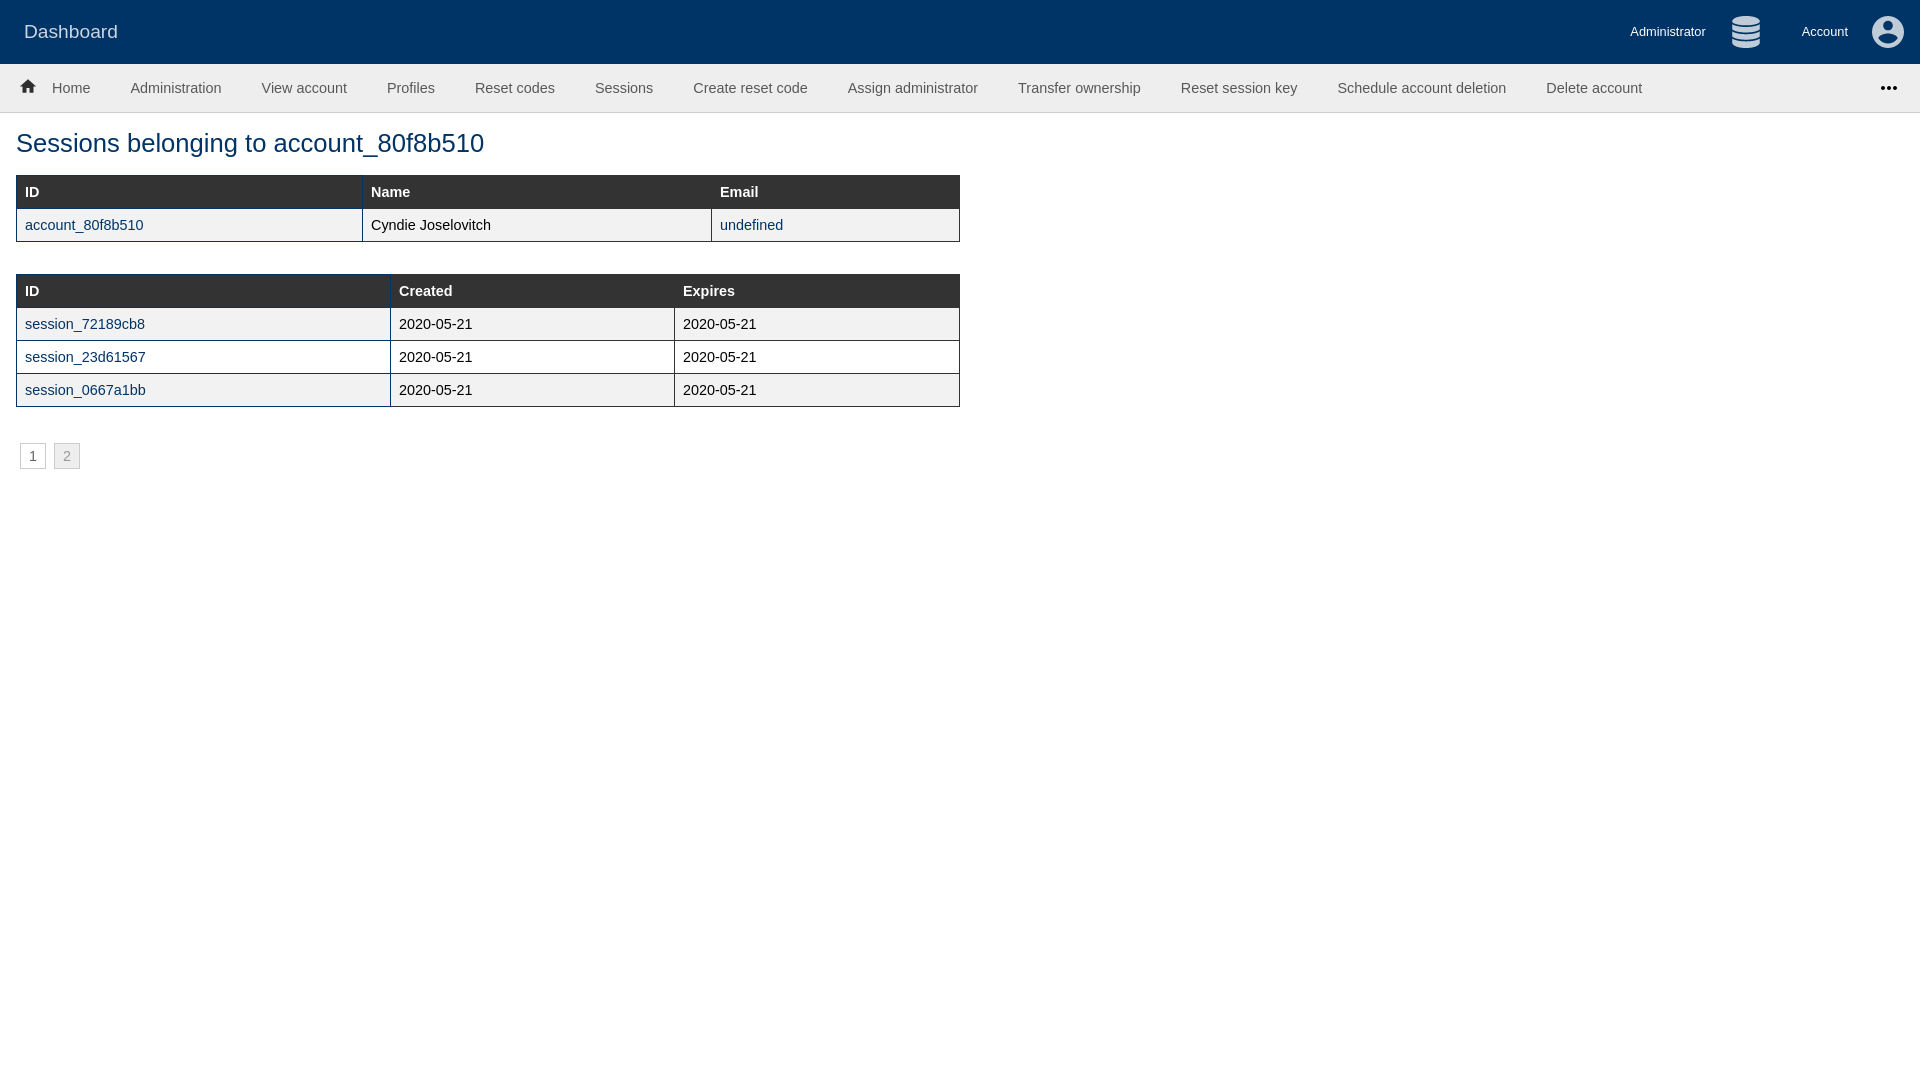 Dashboard Administrator Account
Home Administration View account Profiles Reset codes Sessions Create reset code Assign administrator Transfer ownership Reset session key Schedule account deletion Delete account
Sessions belonging to account_80f8b510
ID Name Email
account_80f8b510 Cyndie Joselovitch undefined
ID Created Expires
session_72189cb8 2020-05-21 2020-05-21
session_23d61567 2020-05-21 2020-05-21
session_0667a1bb 2020-05-21 2020-05-21
1 2